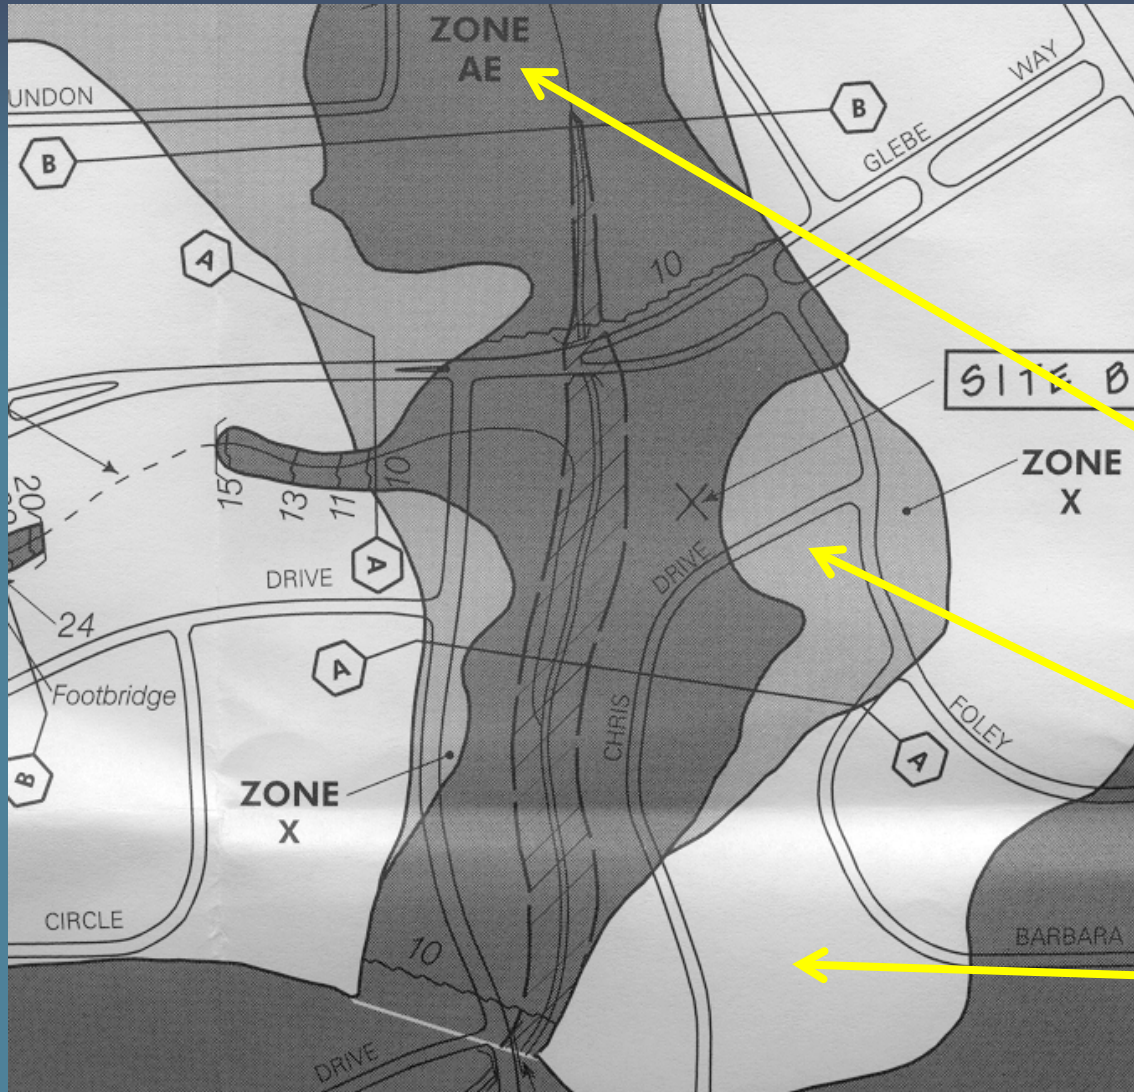 ZONE
AE
UNDON
B
B
WAY
GLEBE
A
10
SITE B
ZONE
X
15
13
11
10
20
A
DRIVE
DRIVE
24
A
Footbridge
CHRIS
FOLEY
A
B
ZONE
X
CIRCLE
10
BARBARA
DRIVE